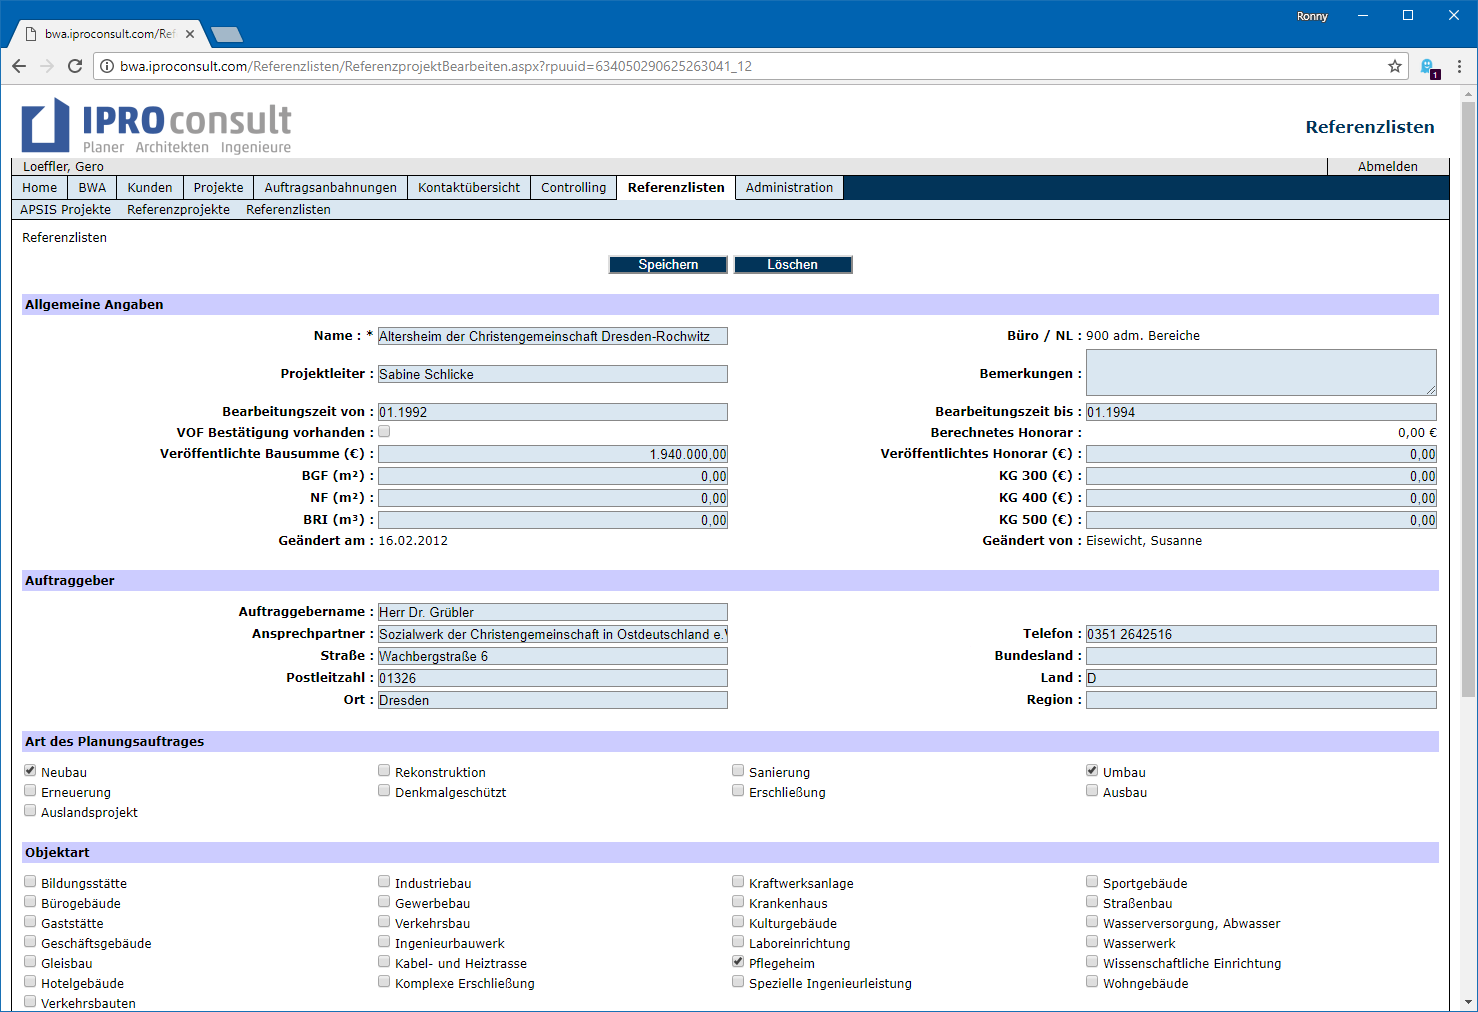 Ronny
bwa.iproconsult.com/Ref
bwa.iproconsult.com/Referenzlisten/ReferenzprojektBearbeiten.aspx?rpuuid=634050290625263041_12
1
IPROconsult
Planer Architekten Ingenieure
Referenzlisten
Loeffler, Gero Abmelden
Home BWA Kunden Projekte Auftragsanbahnungen Kontaktübersicht Controlling Referenzlisten Administration
APSIS Projekte Referenzprojekte Referenzlisten
Referenzlisten
Speichern Löschen
Allgemeine Angaben
Name : * Altersheim der Christengemeinschaft Dresden-Rochwitz Büro / NL : 900 adm. Bereiche
Projektleiter : Sabine Schlicke Bemerkungen :
Bearbeitungszeit von : 01.1992 Bearbeitungszeit bis : 01.1994
VOF Bestätigung vorhanden : Berechnetes Honorar : 0,00 €
Veröffentlichte Bausumme (€) : 1.940.000,00 Veröffentlichtes Honorar (€) : 0,00
BGF (m²) : 0,00 KG 300 (€) : 0,00
NF (m²) : 0,00 KG 400 (€) : 0,00
BRI (m³) : 0,00 KG 500 (€) : 0,00
Geändert am : 16.02.2012 Geändert von : Eisewicht, Susanne
Auftraggeber
Auftraggebername : Herr Dr. Grübler
Ansprechpartner : Sozialwerk der Christengemeinschaft in Ostdeutschland e.V Telefon : 0351 2642516
Straße : Wachbergstraße 6 Bundesland :
Postleitzahl : 01326 Land : D
Ort : Dresden Region :
Art des Planungsauftrages
Neubau Rekonstruktion Sanierung Umbau
Erneuerung Denkmalgeschützt Erschließung Ausbau
Auslandsprojekt
Objektart
Bildungsstätte Industriebau Kraftwerksanlage Sportgebäude
Bürogebäude Gewerbebau Krankenhaus Straßenbau
Gaststätte Verkehrsbau Kulturgebäude Wasserversorgung, Abwasser
Geschäftsgebäude Ingenieurbauwerk Laboreinrichtung Wasserwerk
Gleisbau Kabel- und Heiztrasse Pflegeheim Wissenschaftliche Einrichtung
Hotelgebäude Komplexe Erschließung Spezielle Ingenieurleistung Wohngebäude
Verkehrsbauten